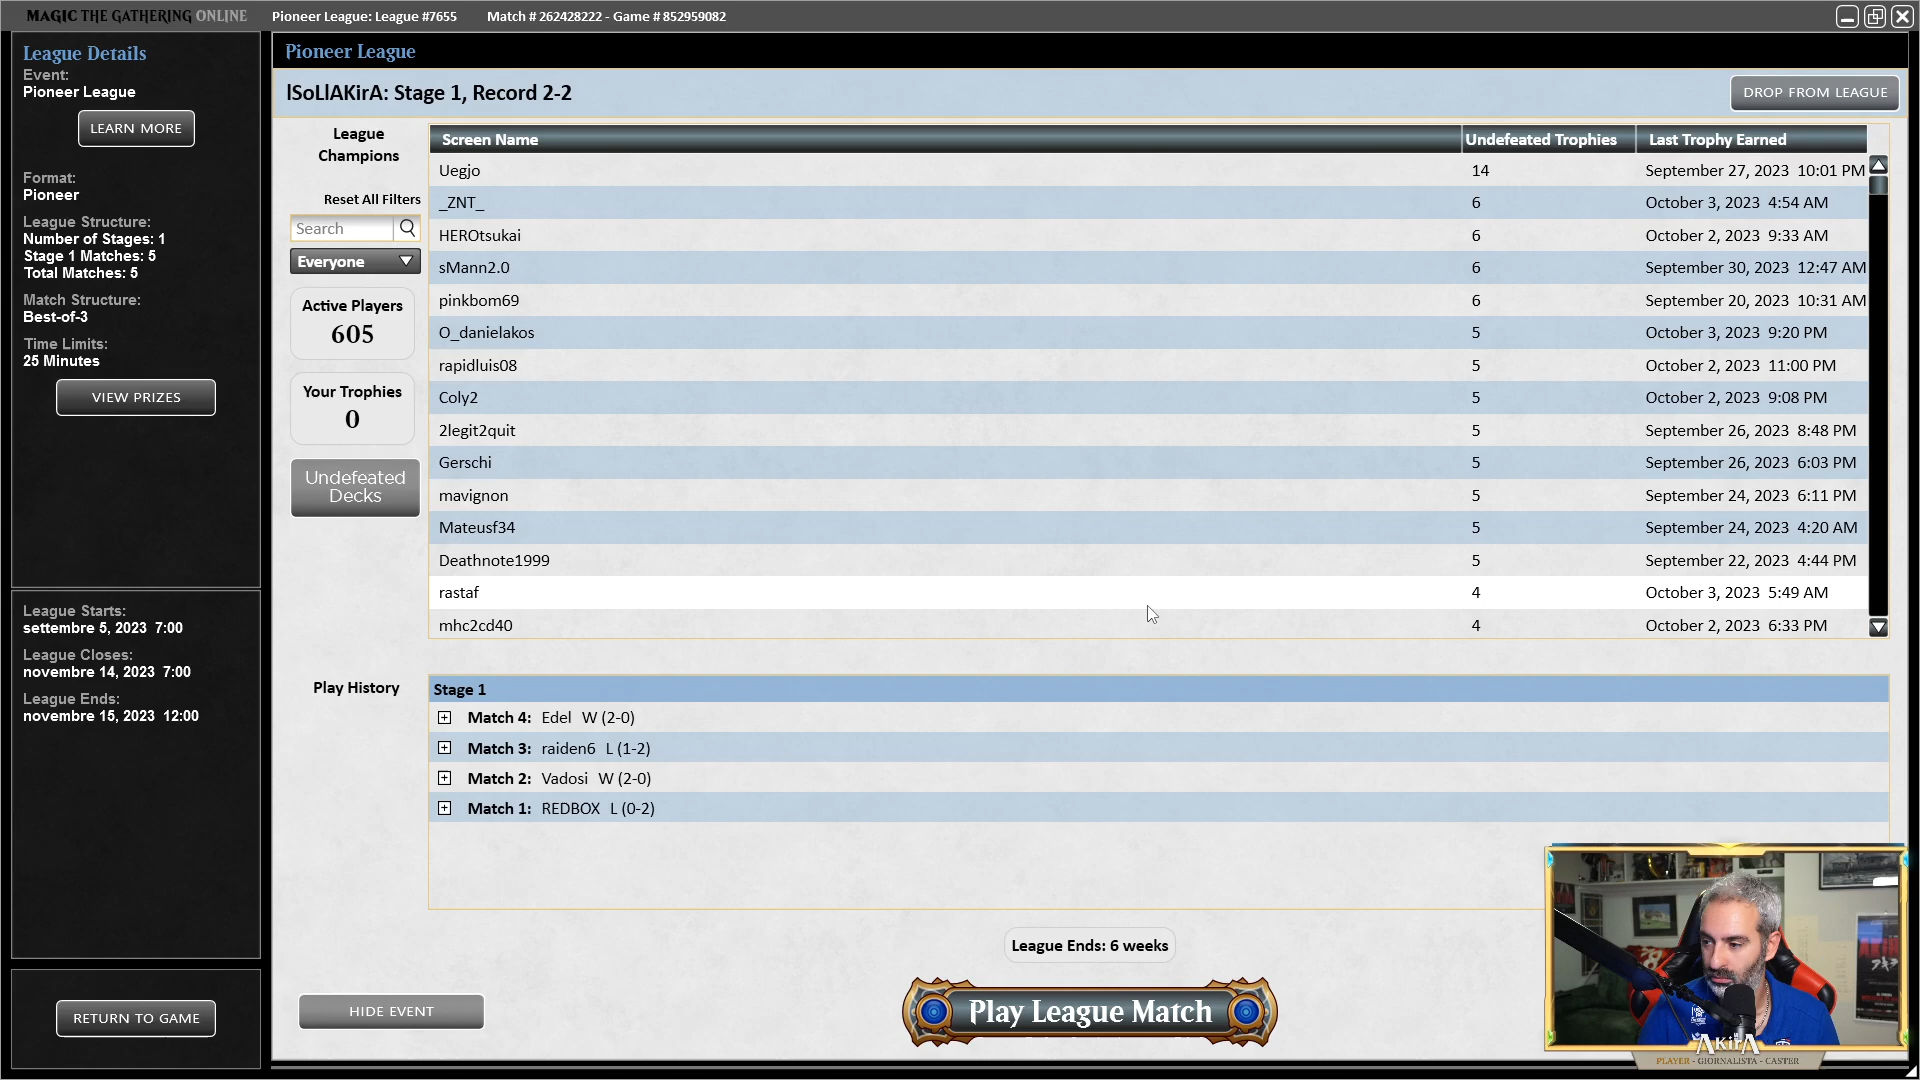 MAGIC THE GATHERING ONLINE
Pioneer League: League #7655 Match # 262428222 - Game # 852959082
League Details
Event:
Pioneer League
LEARN MORE
Format:
Pioneer
League Structure:
Number of Stages: 1
Stage 1 Matches: 5
Total Matches: 5
Match Structure:
Best-of-3
Time Limits:
25 Minutes
VIEW PRIZES
League Starts:
settembre 5, 2023 7:00
League Closes:
novembre 14, 2023 7:00
League Ends:
novembre 15, 2023 12:00
RETURN TO GAME
Pioneer League
lSoLlAKirA: Stage 1, Record 2-2
DROP FROM LEAGUE
League
Champions
Reset All Filters
Search
Everyone
Active Players
605
Your Trophies
0
Undefeated
Decks
Screen Name Undefeated Trophies Last Trophy Earned
Uegjo 14 September 27, 2023 10:01 PM
_ZNT_ 6 October 3, 2023 4:54 AM
HEROtsukai 6 October 2, 2023 9:33 AM
sMann2.0 6 September 30, 2023 12:47 AM
pinkbom69 6 September 20, 2023 10:31 AM
O_danielakos 5 October 3, 2023 9:20 PM
rapidluis08 5 October 2, 2023 11:00 PM
Coly2 5 October 2, 2023 9:08 PM
2legit2quit 5 September 26, 2023 8:48 PM
Gerschi 5 September 26, 2023 6:03 PM
mavignon 5 September 24, 2023 6:11 PM
Mateusf34 5 September 24, 2023 4:20 AM
Deathnote1999 5 September 22, 2023 4:44 PM
rastaf 4 October 3, 2023 5:49 AM
mhc2cd40 4 October 2, 2023 6:33 PM
Play History
Stage 1
Match 4: Edel W (2-0)
Match 3: raiden6 L (1-2)
Match 2: Vadosi W (2-0)
Match 1: REDBOX L (0-2)
League Ends: 6 weeks
HIDE EVENT
Play League Match
AKirA
PLAYER - GIORNALISTA - CASTER